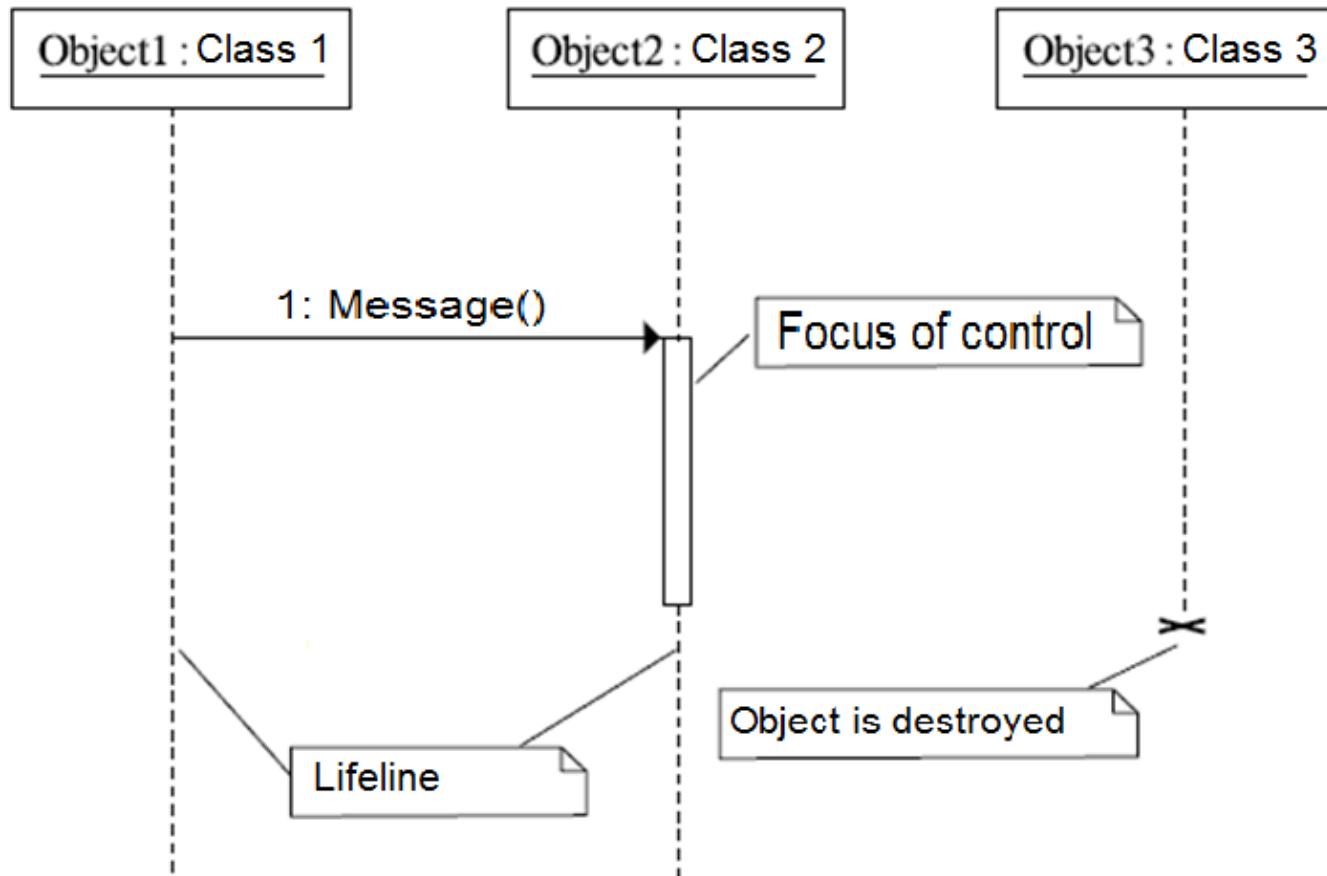 Object1 : Class 1
Object2 : Class 2
Object3 : Class 3
1: Message()
Focus of control
Object is destroyed
Lifeline